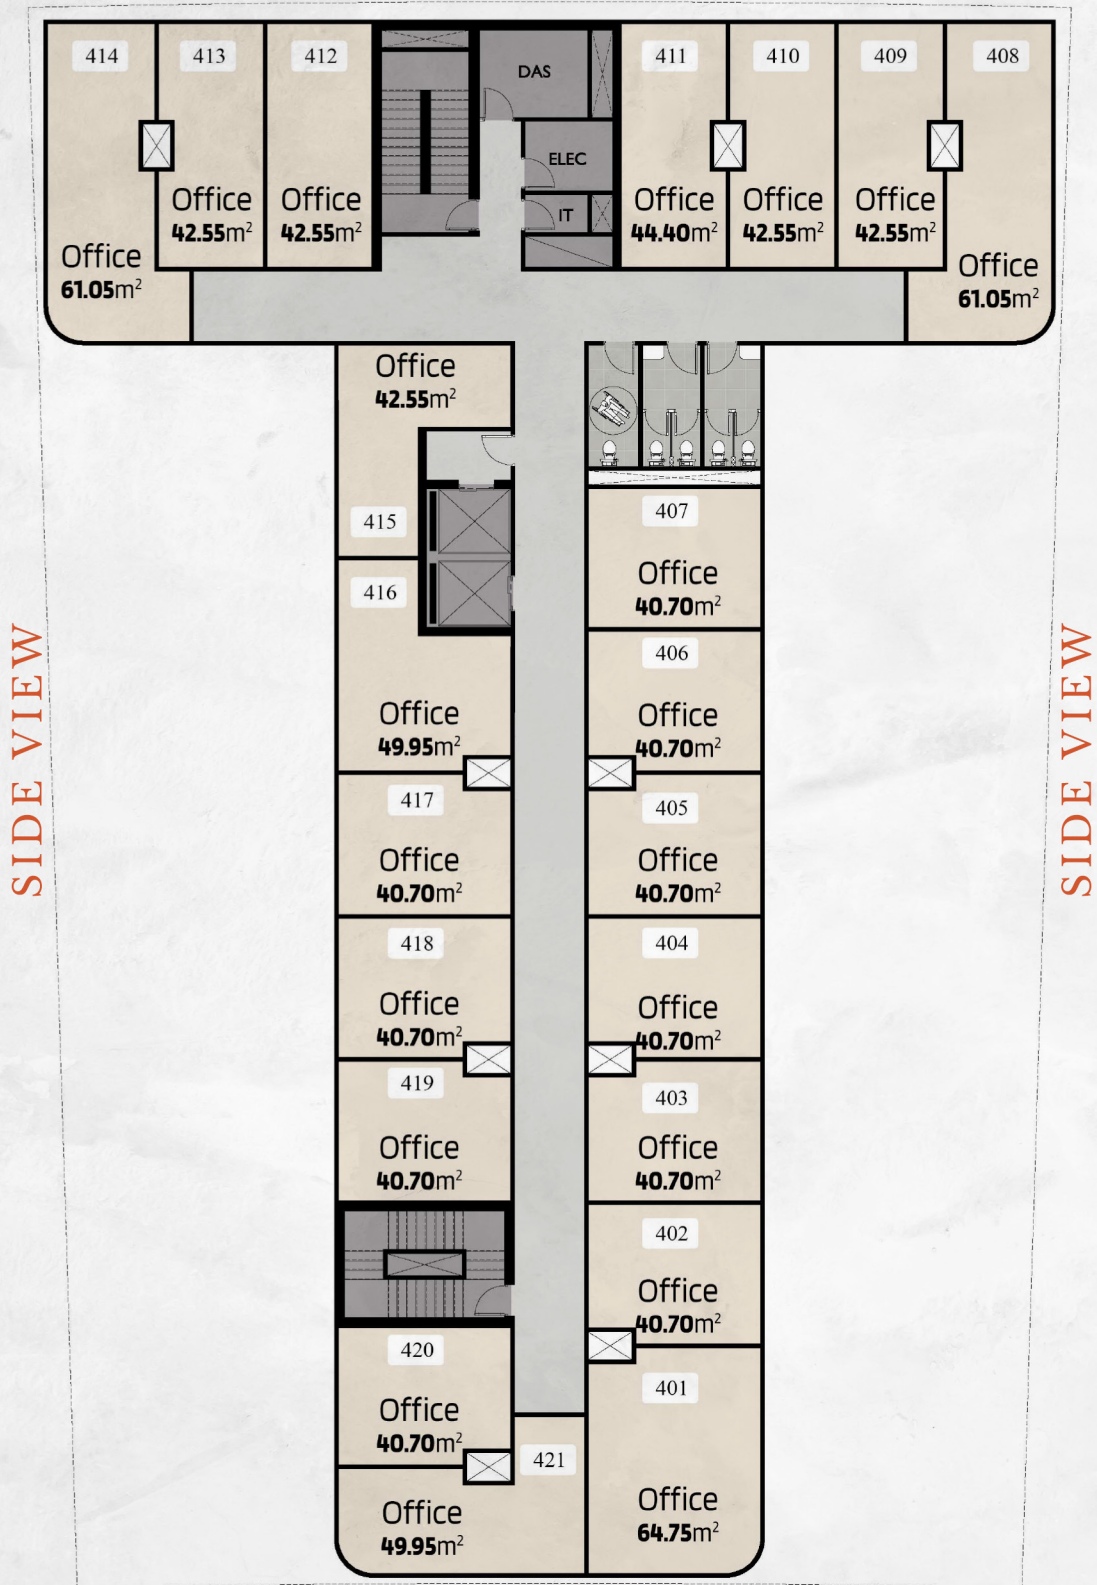 414
413
412
DAS
411
410
409
408
ELEC
Office
42.55m²
Office
42.55m²
IT
Office
44.40m²
Office
42.55m²
Office
42.55m²
Office
61.05m²
Office
61.05m²
Office
42.55m²
415
407
Office
40.70m²
416
406
Office
49.95m²
Office
40.70m²
SIDE VIEW
SIDE VIEW
417
405
Office
40.70m²
Office
40.70m²
418
404
Office
40.70m²
Office
40.70m²
419
403
Office
40.70m²
Office
40.70m²
402
Office
40.70m²
420
401
Office
40.70m²
421
Office
49.95m²
Office
64.75m²